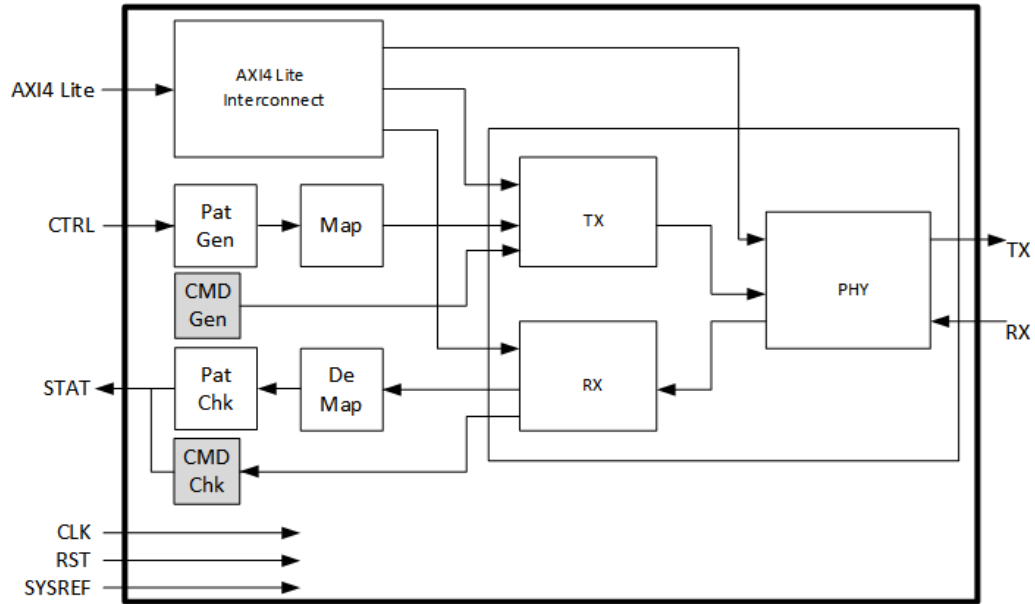 AXI4 Lite
AXI4 Lite
Interconnect
CTRL
Pat
Gen
Map
TX
CMD
Gen
PHY
TX
RX
STAT
Pat
Chk
De
Map
RX
CMD
Chk
CLK
RST
SYSREF